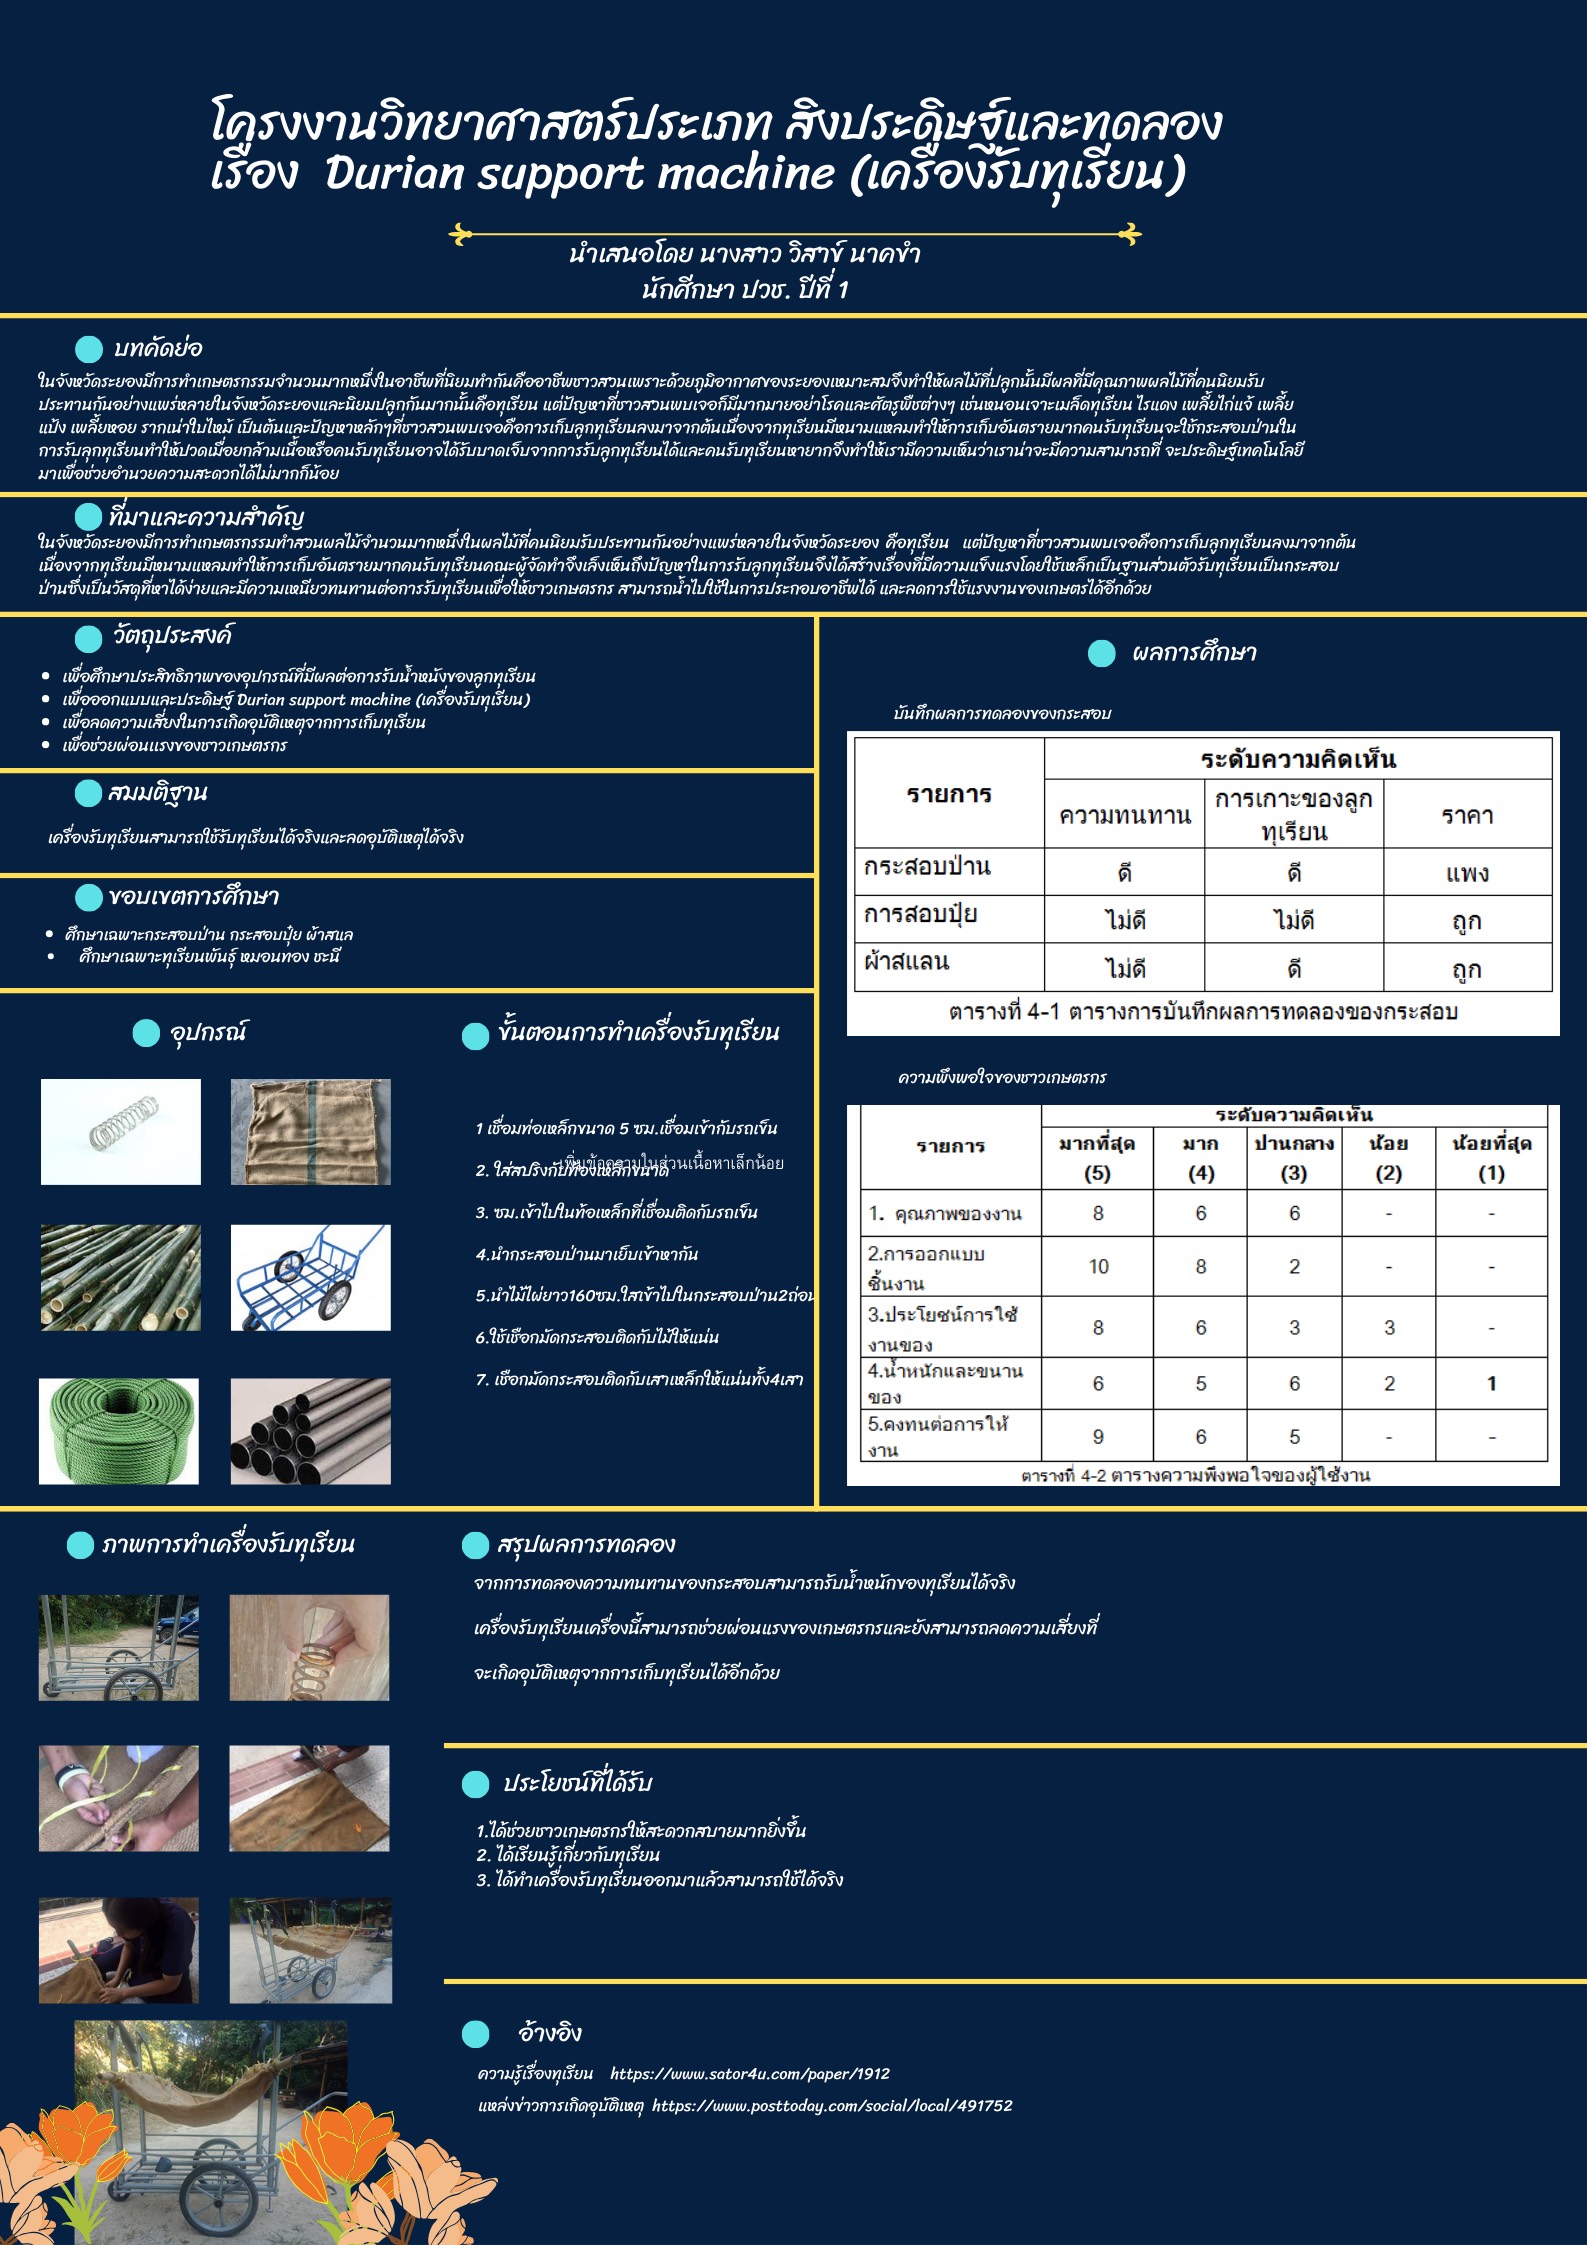 โครงงานวิทยาศาสตร์ประเภท สิงประดิษฐ์และทดลอง
เรือง Durian support machine (เครืองรับทุเรียน)
นำเสนอโดย นางสาว วิสาข์ นาคขำ
นักศึกษา ปวช. ปีที่ 1
บทคัดย่อ
ในจังหวัดระยองมีการทำเกษตรกรรมจำนวนมากหนึ่งในอาชีพที่นิยมทำกันคืออาชีพชาวสวนเพราะด้วยภูมิอากาศของระยองเหมาะสมจึงทำให้ผลไม้ที่ปลูกนั้นมีผลที่มีคุณภาพผลไม้ที่คนนิยมรับ
ประทานกันอย่างแพร่หลายในจังหวัดระยองและนิยมปลูกกันมากนั้นคือทุเรียน แต่ปัญหาที่ชาวสวนพบเจอก็มีมากมายอย่าโรคและศัตรูพืชต่างๆ เช่นหนอนเจาะเมล็ดทุเรียน ไรแดง เพลี้ยไก่แจ้ เพลี้ย
แป้ง เพลี้ยหอย รากเน่าใบไหม้ เป็นต้นและปัญหาหลักๆที่ชาวสวนพบเจอคือการเก็บลูกทุเรียนลงมาจากต้นเนื่องจากทุเรียนมีหนามแหลมทำให้การเก็บอันตรายมากคนรับทุเรียนจะใช้กระสอบป่านใน
การรับลุกทุเรียนทำให้ปวดเมื่อยกล้ามเนื้อหรือคนรับทุเรียนอาจได้รับบาดเจ็บจากการรับลูกทุเรียนได้และคนรับทุเรียนหายากจึงทำให้เรามีความเห็นว่าเราน่าจะมีความสามารถที่ จะประดิษฐ์เทคโนโลยี
มาเพื่อช่วยอำนวยความสะดวกได้ไม่มากก็น้อย
ที่มาและความสำคัญ
ในจังหวัดระยองมีการทำเกษตรกรรมทำสวนผลไม้จำนวนมากหนึ่งในผลไม้ที่คนนิยมรับประทานกันอย่างแพร่หลายในจังหวัดระยอง คือทุเรียน แต่ปัญหาที่ชาวสวนพบเจอคือการเก็บลูกทุเรียนลงมาจากต้น
เนื่องจากทุเรียนมีหนามแหลมทำให้การเก็บอันตรายมากคนรับทุเรียนคณะผู้จัดทำจึงเล็งเห็นถึงปัญหาในการรับลูกทุเรียนจึงได้สร้างเรื่องที่มีความแข็งแรงโดยใช้เหล็กเป็นฐานส่วนตัวรับทุเรียนเป็นกระสอบ
ป่านซึ่งเป็นวัสดุที่หาได้ง่ายและมีความเหนียวทนทานต่อการรับทุเรียนเพื่อให้ชาวเกษตรกร สามารถน้ำไปใช้ในการประกอบอาชีพได้ และลดการใช้แรงงานของเกษตรได้อีกด้วย
วัตถุประสงค์
เพื่อศึกษาประสิทธิภาพของอุปกรณ์ที่มีผลต่อการรับน้ำหนังของลูกทุเรียน
เพื่อออกแบบและประดิษฐ์ Durian support machine (เครื่องรับทุเรียน)
เพื่อลดความเสี่ยงในการเกิดอุบัติเหตุจากการเก็บทุเรียน
เพื่อช่วยผ่อนแรงของชาวเกษตรกร
สมมติฐาน
เครื่องรับทุเรียนสามารถใช้รับทุเรียนได้จริงและลดอุบัติเหตุได้จริง
ขอบเขตการศึกษา
ศึกษาเฉพาะกระสอบป่าน กระสอบปุ๋ย ผ้าสแล
ศึกษาเฉพาะทุเรียนพันธุ์ หมอนทอง ชะนี
อุปกรณ์
ขั้นตอนการทำเครื่องรับทุเรียน
1 เชื่อมท่อเหล็กขนาด 5 ซม.เชื่อมเข้ากับรถเข็น
เพิ่มข้อความในส่วนเนื้อหาเล็กน้อย
2. ใส่สปริงกับท้องเหล็กขนาด
3. ซม.เข้าไปในท้อเหล็กที่เชื่อมติดกับรถเข็น
4.นำกระสอบป่านมาเย็บเข้าหากัน
5.นำไม้ไผ่ยาว160ซม.ใสเข้าไปในกระสอบป่าน2ถ่อน
6.ใช้เชือกมัดกระสอบติดกับไม้ให้แน่น
7. เชือกมัดกระสอบติดกับเสาเหล็กให้แน่นทั้ง4เสา
ผลการศึกษา
บันทึกผลการทดลองของกระสอบ
รายการ ระดับความคิดเห็น
ความทนทาน การเกาะของลูกทุเรียน ราคา
กระสอบป่าน ดี ดี แพง
การสอบปุ๋ย ไม่ดี ไม่ดี ถูก
ผ้าสแลน ไม่ดี ดี ถูก
ตารางที่ 4-1 ตารางการบันทึกผลการทดลองของกระสอบ
ความพึงพอใจของชาวเกษตรกร
รายการ ระดับความคิดเห็น
มากที่สุด (5) มาก (4) ปานกลาง (3) น้อย (2) น้อยที่สุด (1)
1. คุณภาพของงาน 8 6 6 - -
2.การออกแบบชิ้นงาน 10 8 2 - -
3.ประโยชน์การใช้งานของ 8 6 3 3 -
4.น้ำหนักและขนานของ 6 5 6 2 1
5.คงทนต่อการให้งาน 9 6 5 - -
ตารางที่ 4-2 ตารางความพึงพอใจของผู้ใช้งาน
ภาพการทำเครื่องรับทุเรียน
สรุปผลการทดลอง
จากการทดลองความทนทานของกระสอบสามารถรับน้ำหนักของทุเรียนได้จริง
เครื่องรับทุเรียนเครื่องนี้สามารถช่วยผ่อนแรงของเกษตรกรและยังสามารถลดความเสี่ยงที่
จะเกิดอุบัติเหตุจากการเก็บทุเรียนได้อีกด้วย
ประโยชน์ที่ได้รับ
1.ได้ช่วยชาวเกษตรกรให้สะดวกสบายมากยิ่งขึ้น
2. ได้เรียนรู้เกี่ยวกับทุเรียน
3. ได้ทำเครื่องรับทุเรียนออกมาแล้วสามารถใช้ได้จริง
อ้างอิง
ความรู้เรื่องทุเรียน https://www.sator4u.com/paper/1912
แหล่งข่าวการเกิดอุบัติเหตุ https://www.posttoday.com/social/local/491752